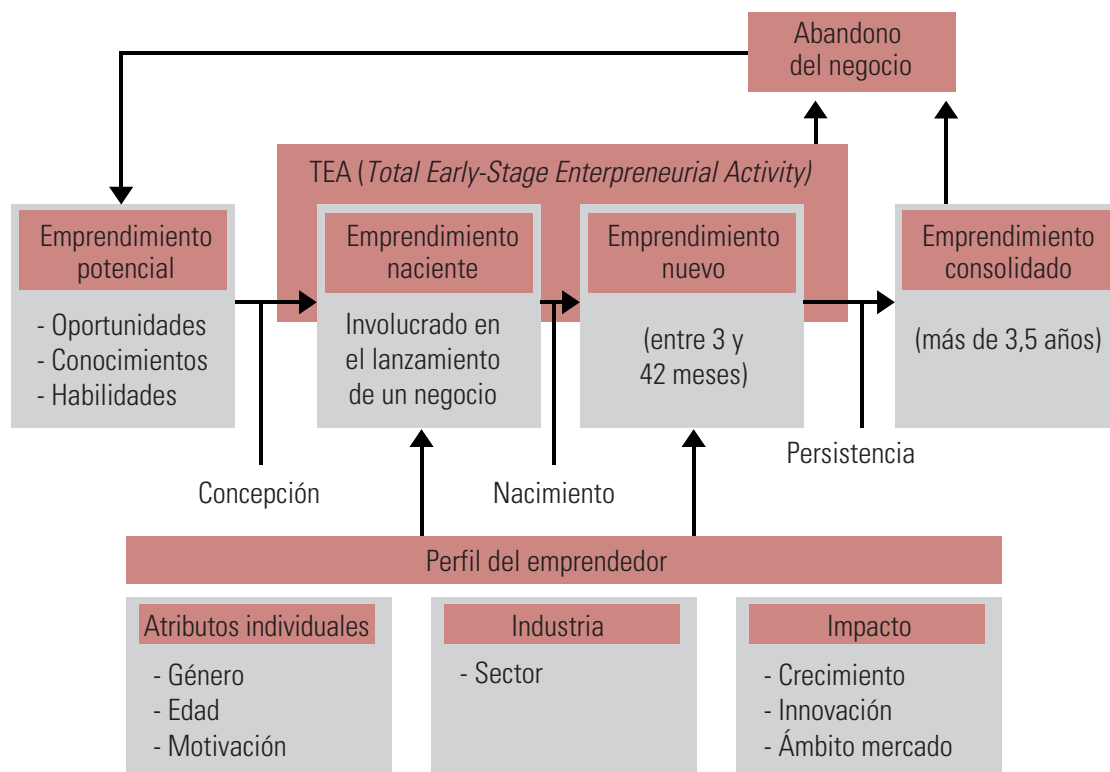 Abandono
del negocio
TEA (Total Early-Stage Enterpreneurial Activity)
Emprendimiento
potencial
- Oportunidades
- Conocimientos
- Habilidades
Emprendimiento
naciente
Involucrado en
el lanzamiento
de un negocio
Emprendimiento
nuevo
(entre 3 y
42 meses)
Emprendimiento
consolidado
(más de 3,5 años)
Concepción
Nacimiento
Persistencia
Perfil del emprendedor
Atributos individuales
- Género
- Edad
- Motivación
Industria
- Sector
Impacto
- Crecimiento
- Innovación
- Ámbito mercado